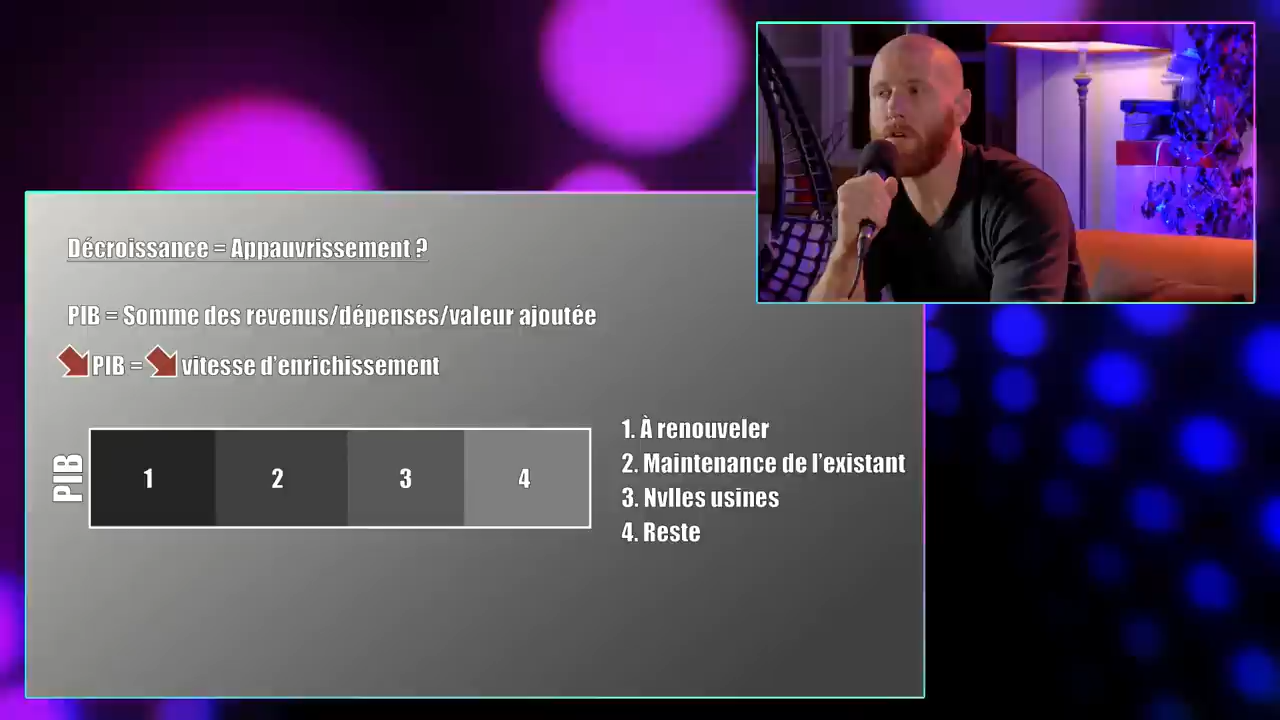 Décroissance = Appauvrissement ?
PIB = Somme des revenus/dépenses/valeur ajoutée
PIB = vitesse d'enrichissement
PIB
1 2 3 4
1. À renouveler
2. Maintenance de l'existant
3. Nvlles usines
4. Reste